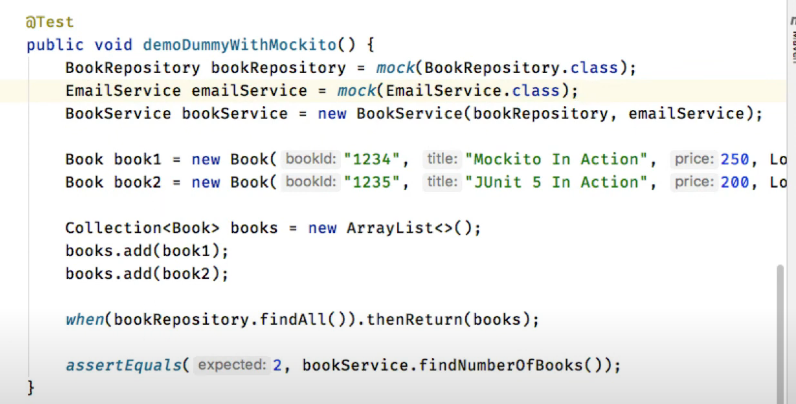 @Test
public void demoDummyWithMockito() {
BookRepository bookRepository = mock(BookRepository.class);
EmailService emailService = mock(EmailService.class);
BookService bookService = new BookService(bookRepository, emailService);
Book book1 = new Book( bookId: "1234", title: "Mockito In Action", price: 250, Lo
Book book2 = new Book( bookId: "1235", title: "JUnit 5 In Action", price: 200, Lo
Collection<Book> books = new ArrayList<>();
books.add(book1);
books.add(book2);
when(bookRepository.findAll()).thenReturn(books);
assertEquals( expected: 2, bookService.findNumberOfBooks());
}